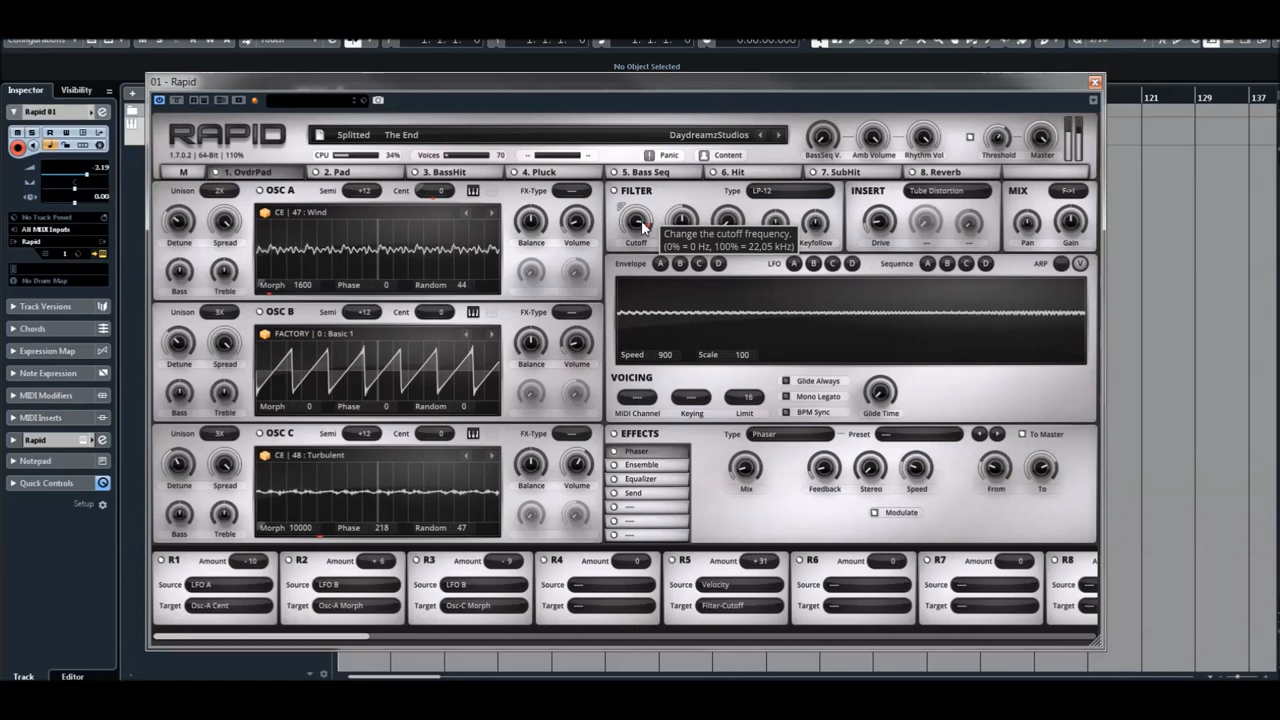 No Object Selected
Inspector Visibility
121 129 137
01 - Rapid
Rapid 01
M S R W
-2.19
0.00
No Track Preset
All MIDI Inputs
Rapid
1
No Drum Map
Track Versions
Chords
Expression Map
Note Expression
MIDI Modifiers
MIDI Inserts
Rapid
Notepad
Quick Controls
Setup
Track Editor
RAPID
Splitted The End DaydreamzStudios
1.7.0.2 | 64-Bit | 110% CPU 34% Voices 70 -- -- Panic Content
BassSeq V. Amb Volume Rhythm Vol Threshold Master
M 1. OvdrPad 2. Pad 3. BassHit 4. Pluck 5. Bass Seq 6. Hit 7. SubHit 8. Reverb
Unison 2X OSC A Semi +12 Cent 0 FX-Type ----
CE | 47 : Wind
Detune Spread Balance Volume
Bass Treble
Morph 1600 Phase 0 Random 44
Unison 3X OSC B Semi +12 Cent 0 FX-Type ----
FACTORY | 0 : Basic 1
Detune Spread Balance Volume
Bass Treble
Morph 0 Phase 0 Random 0
Unison 3X OSC C Semi +12 Cent 0 FX-Type ----
CE | 48 : Turbulent
Detune Spread Balance Volume
Bass Treble
Morph 10000 Phase 218 Random 47
FILTER Type LP-12
Cutoff Keyfollow
Change the cutoff frequency.
(0% = 0 Hz, 100% = 22,05 kHz)
INSERT Tube Distortion
Drive --- ---
MIX F->I
Pan Gain
Envelope A B C D LFO A B C D Sequence A B C D ARP V
Speed 900 Scale 100
VOICING
---- ---- 16
MIDI Channel Keying Limit
Glide Always
Mono Legato
BPM Sync
Glide Time
EFFECTS Type Phaser Preset ---- To Master
Phaser
Ensemble
Equalizer
Send
----
----
----
Mix Feedback Stereo Speed From To
Modulate
R1 Amount - 10
Source LFO A
Target Osc-A Cent
R2 Amount + 6
Source LFO B
Target Osc-A Morph
R3 Amount - 9
Source LFO B
Target Osc-C Morph
R4 Amount 0
Source ----
Target ----
R5 Amount + 31
Source Velocity
Target Filter-Cutoff
R6 Amount 0
Source ----
Target ----
R7 Amount 0
Source ----
Target ----
R8